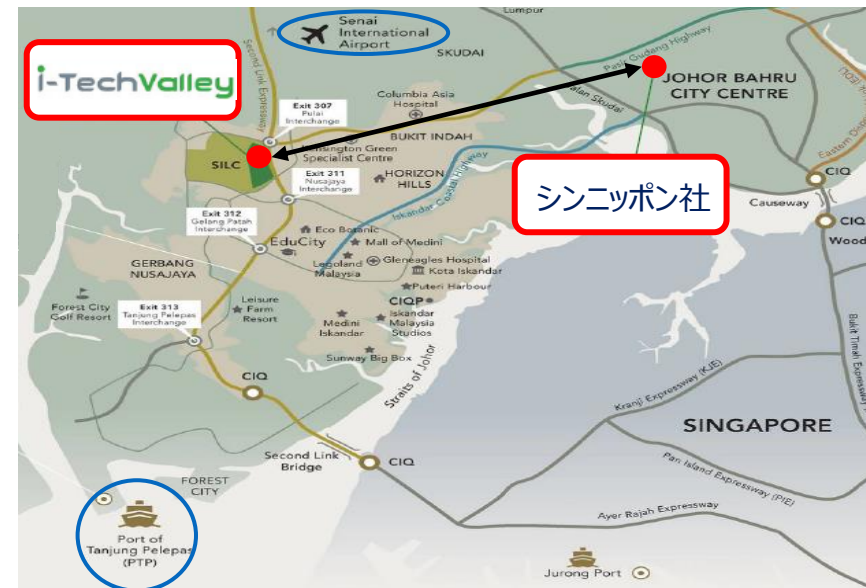 Senai
International
Airport
Lumpur
SKUDAI
Second Link Expressway
Pasir Gudang Highway
i-TechValley
JOHOR BAHRU
CITY CENTRE
Jalan Skudai
Columbia Asia
Hospital
Exit 307
Pulai
Interchange
BUKIT INDAH
Kensington Green
Specialist Centre
SILC
HORIZON
HILLS
Exit 311
Nusajaya
Interchange
Iskandar Coastal Highway
シンニッポン社
CIQ
Causeway
CIQ
Wood
Exit 312
Gelang Patah
Interchange
Eco Botanic
EduCity
Mall of Medini
Legoland
Malaysia
Gleneagles Hospital
Kota Iskandar
Puteri Harbour
GERBANG
NUSAJAYA
CIQP
Iskandar
Malaysia
Studios
Forest City
Golf Resort
Exit 313
Tanjung Pelepas
Interchange
Leisure
Farm
Resort
Medini
Iskandar
Sunway Big Box
Straits of Johor
CIQ
Bukit Timah Expressway
Kranji Expressway (KJE)
SINGAPORE
Second Link
Bridge
CIQ
Pan Island Expressway (PIE)
FOREST
CITY
Ayer Rajah Expressway
Port of
Tanjung Pelepas
(PTP)
Jurong Port